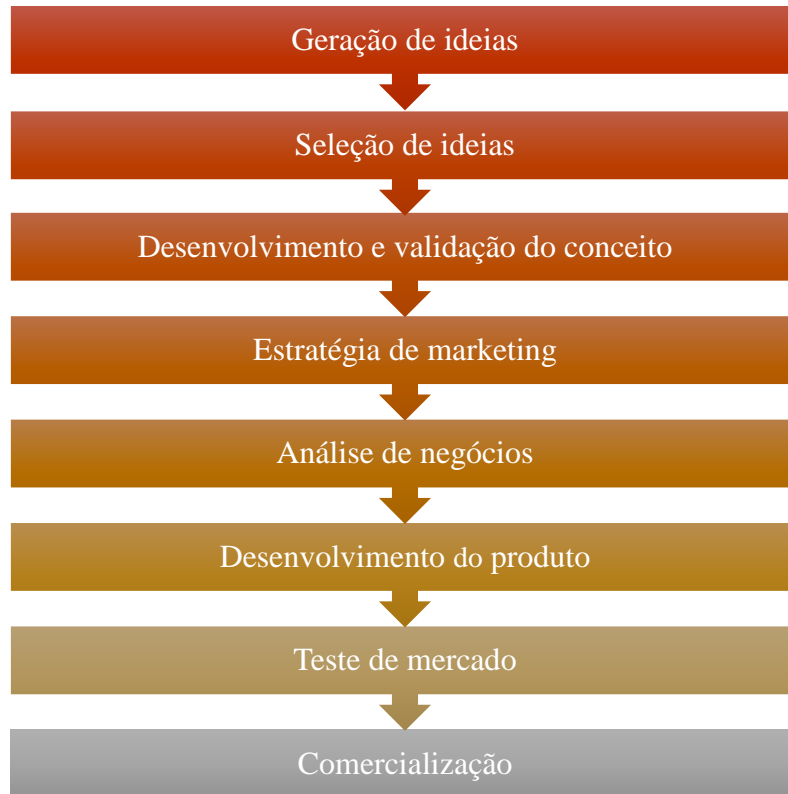 Geração de ideias
Seleção de ideias
Desenvolvimento e validação do conceito
Estratégia de marketing
Análise de negócios
Desenvolvimento do produto
Teste de mercado
Comercialização